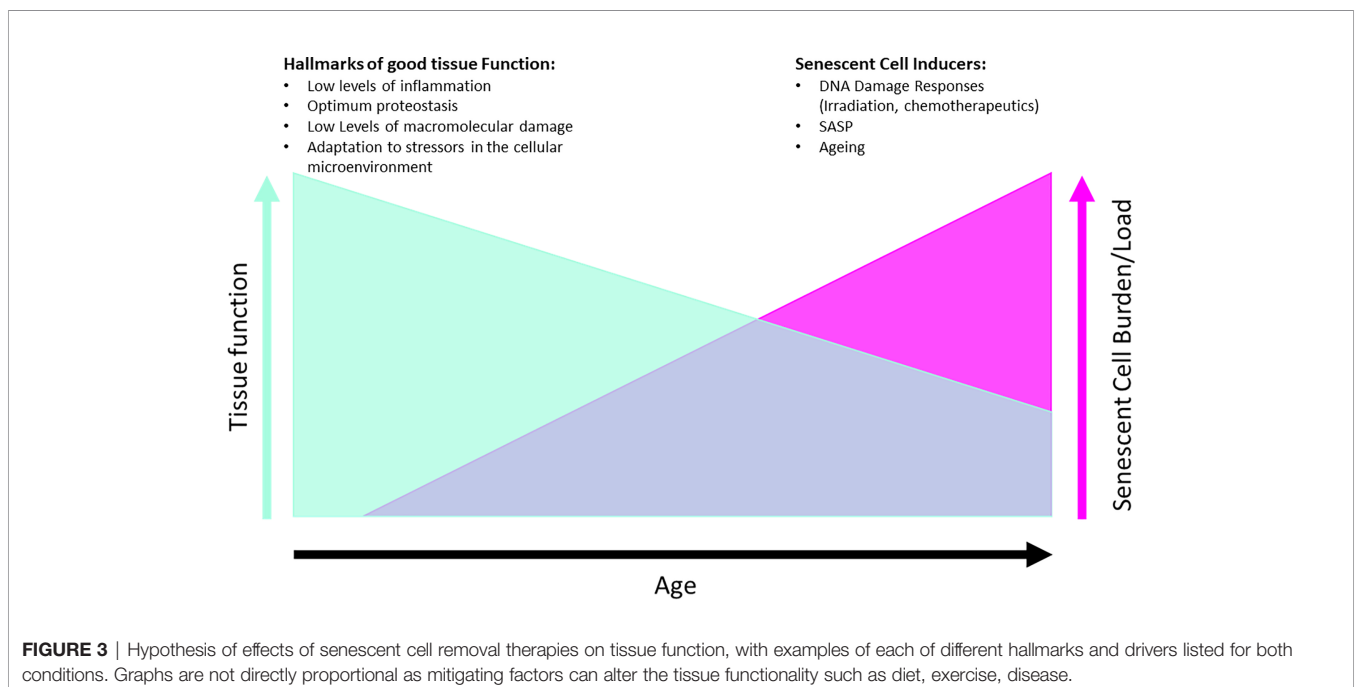 Hallmarks of good tissue Function:
• Low levels of inflammation
• Optimum proteostasis
• Low Levels of macromolecular damage
• Adaptation to stressors in the cellular
microenvironment
Senescent Cell Inducers:
• DNA Damage Responses
(Irradiation, chemotherapeutics)
• SASP
• Ageing
Tissue function
Senescent Cell Burden/Load
Age
FIGURE 3 | Hypothesis of effects of senescent cell removal therapies on tissue function, with examples of each of different hallmarks and drivers listed for both
conditions. Graphs are not directly proportional as mitigating factors can alter the tissue functionality such as diet, exercise, disease.